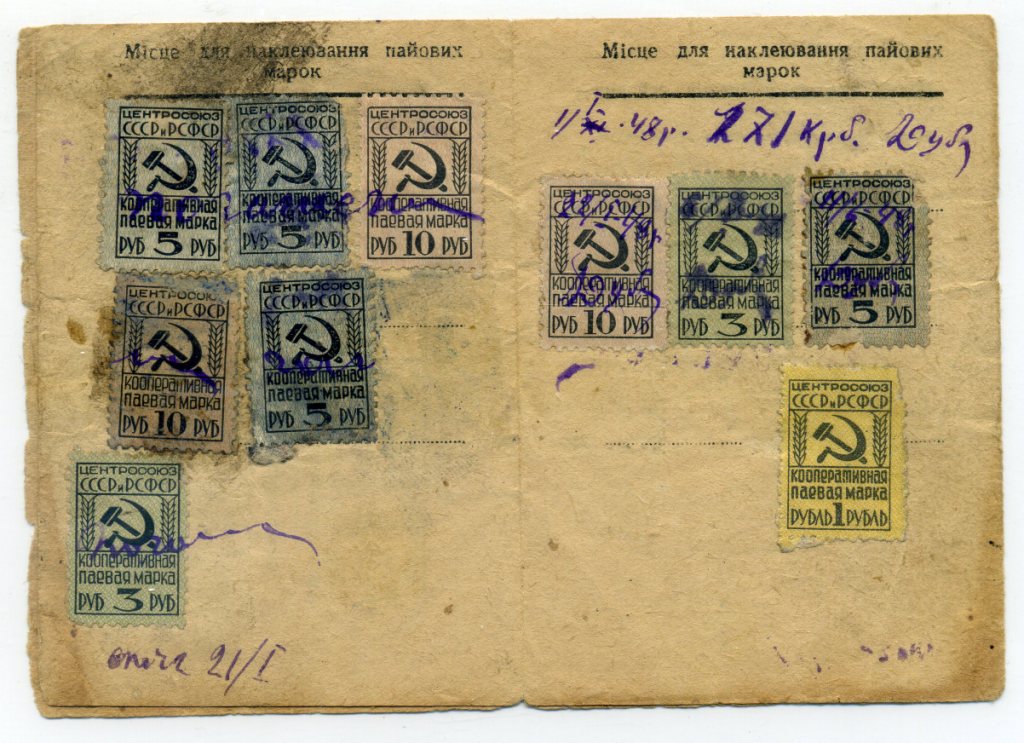 Місце для наклеювання пайових
марок
ЦЕНТРОСОЮЗ
СССР и РСФСР
кооперативная
паевая марка
РУБ 5 РУБ
ЦЕНТРОСОЮЗ
СССР и РСФСР
кооперативная
паевая марка
РУБ 5 РУБ
ЦЕНТРОСОЮЗ
СССР и РСФСР
кооперативная
паевая марка
РУБ 10 РУБ
ЦЕНТРОСОЮЗ
СССР и РСФСР
кооперативная
паевая марка
РУБ 10 РУБ
ЦЕНТРОСОЮЗ
СССР и РСФСР
кооперативная
паевая марка
РУБ 5 РУБ
ЦЕНТРОСОЮЗ
СССР и РСФСР
кооперативная
паевая марка
РУБ 3 РУБ
21/I
Місце для наклеювання пайових
марок
48 р. крб.
ЦЕНТРОСОЮЗ
СССР и РСФСР
кооперативная
паевая марка
РУБ 10 РУБ
ЦЕНТРОСОЮЗ
СССР и РСФСР
кооперативная
паевая марка
РУБ 3 РУБ
ЦЕНТРОСОЮЗ
СССР и РСФСР
кооперативная
паевая марка
РУБ 5 РУБ
ЦЕНТРОСОЮЗ
СССР и РСФСР
кооперативная
паевая марка
РУБЛЬ 1 РУБЛЬ